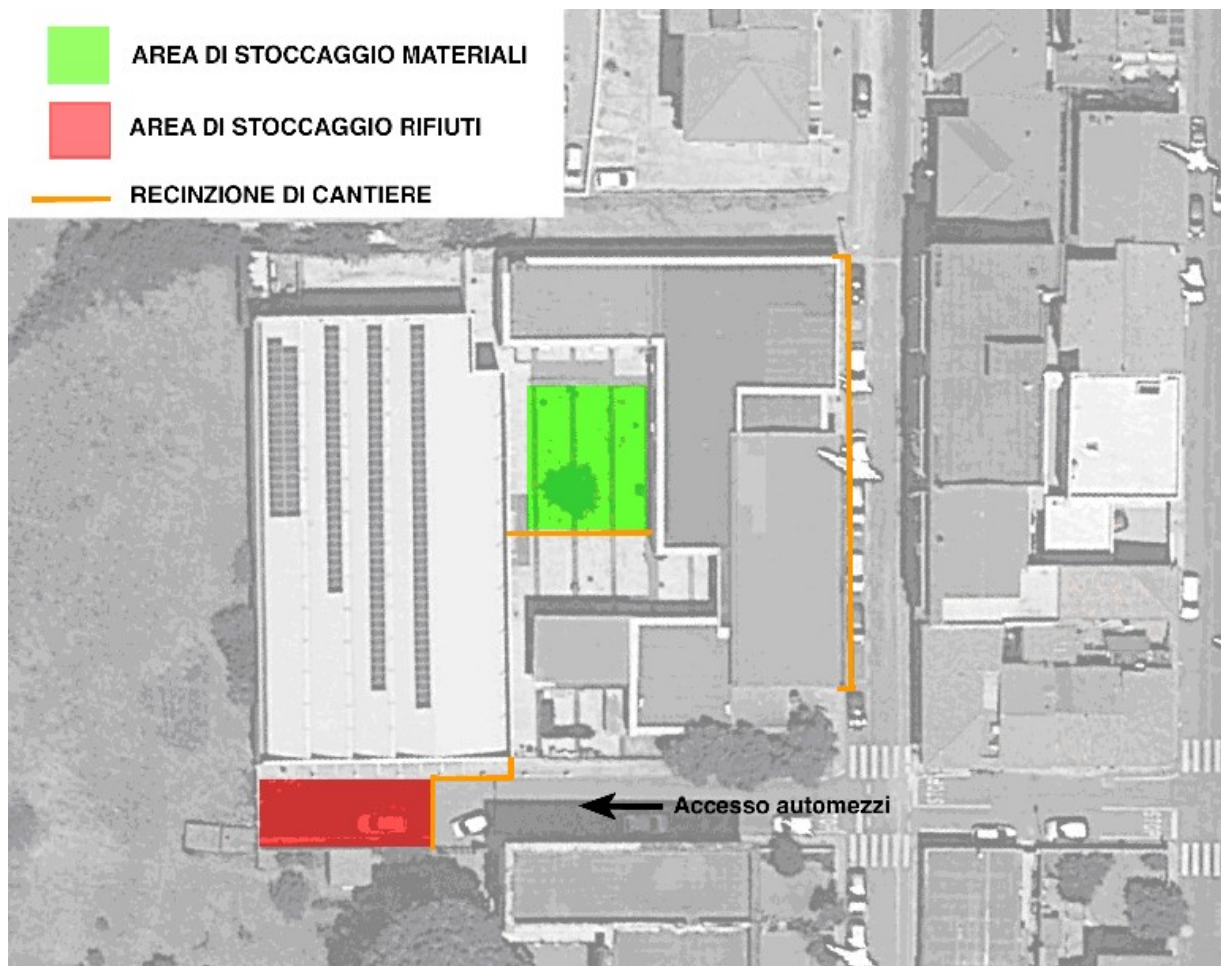 AREA DI STOCCAGGIO MATERIALI
AREA DI STOCCAGGIO RIFIUTI
RECINZIONE DI CANTIERE
Accesso automezzi